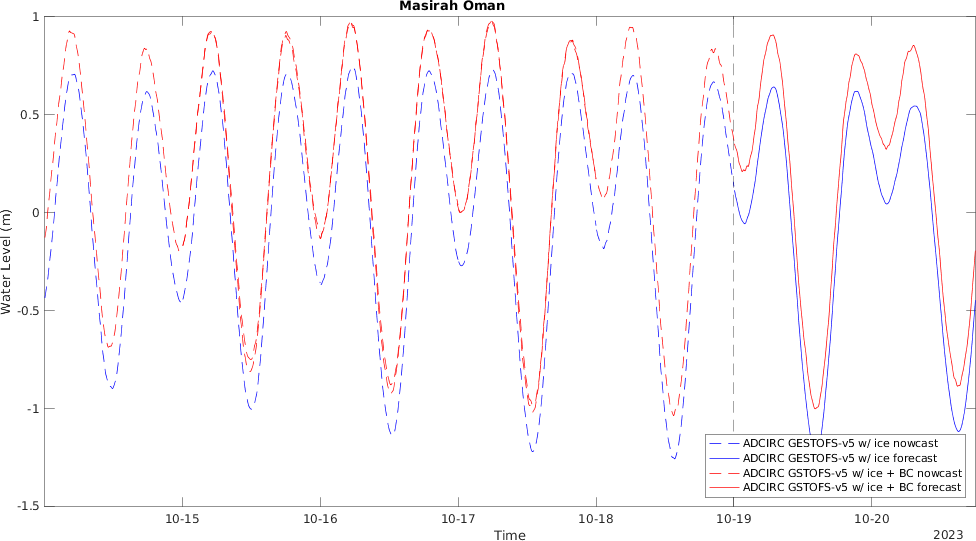 Masirah Oman
1
0.5
0
-0.5
-1
-1.5
Water Level (m)
10-15
10-16
10-17
10-18
10-19
10-20
Time
2023
ADCIRC GESTOFS-v5 w/ ice nowcast
ADCIRC GESTOFS-v5 w/ ice forecast
ADCIRC GSTOFS-v5 w/ ice + BC nowcast
ADCIRC GSTOFS-v5 w/ ice + BC forecast